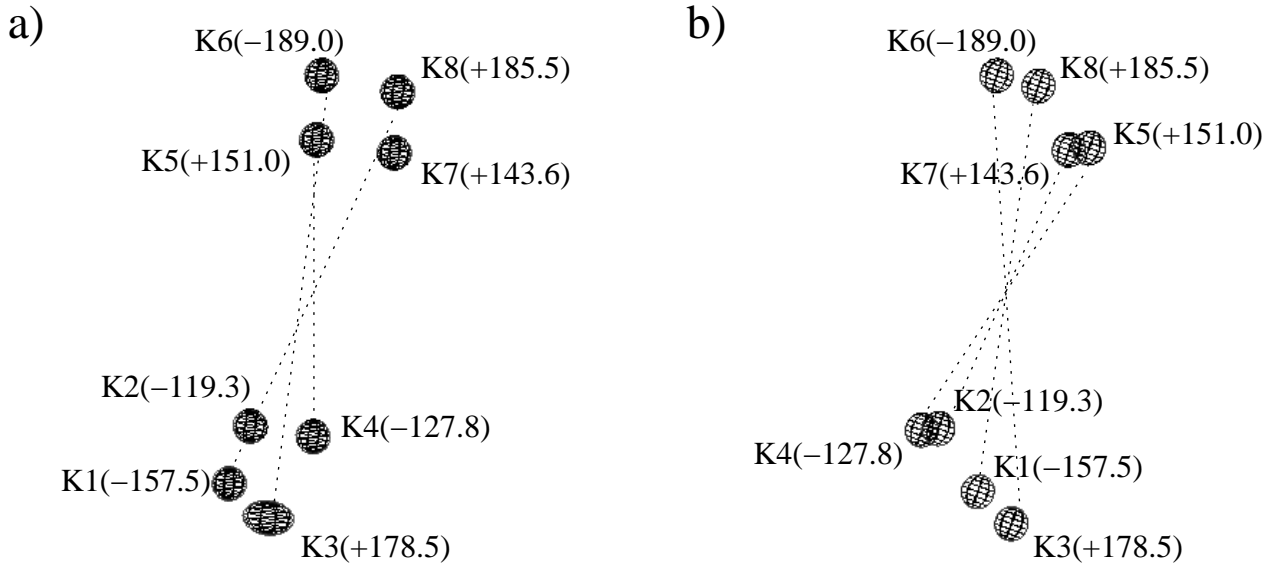 a)
K6(−189.0)
K8(+185.5)
K5(+151.0)
K7(+143.6)
K2(−119.3)
K4(−127.8)
K1(−157.5)
K3(+178.5)
b)
K6(−189.0)
K8(+185.5)
K5(+151.0)
K7(+143.6)
K2(−119.3)
K4(−127.8)
K1(−157.5)
K3(+178.5)